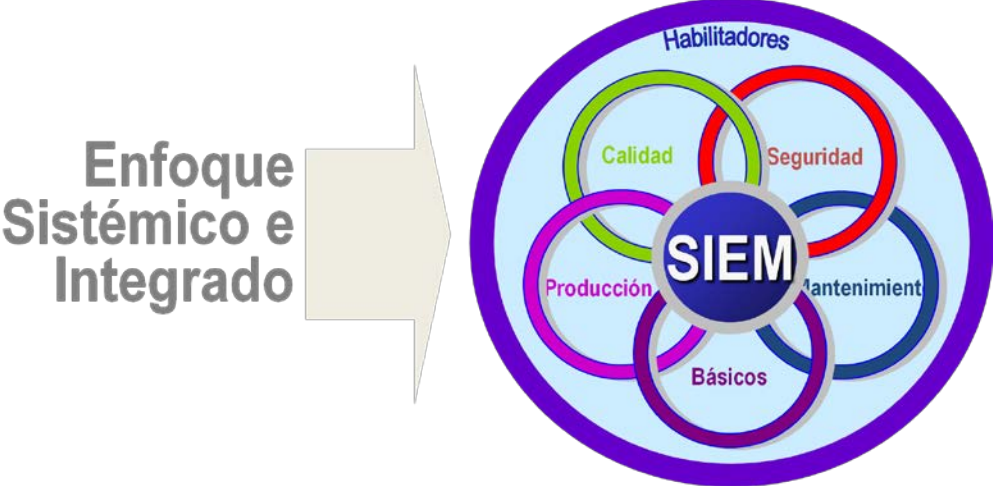 Enfoque
Sistémico e
Integrado
Habilitadores
Calidad
Seguridad
SIEM
Producción
Mantenimient
Básicos